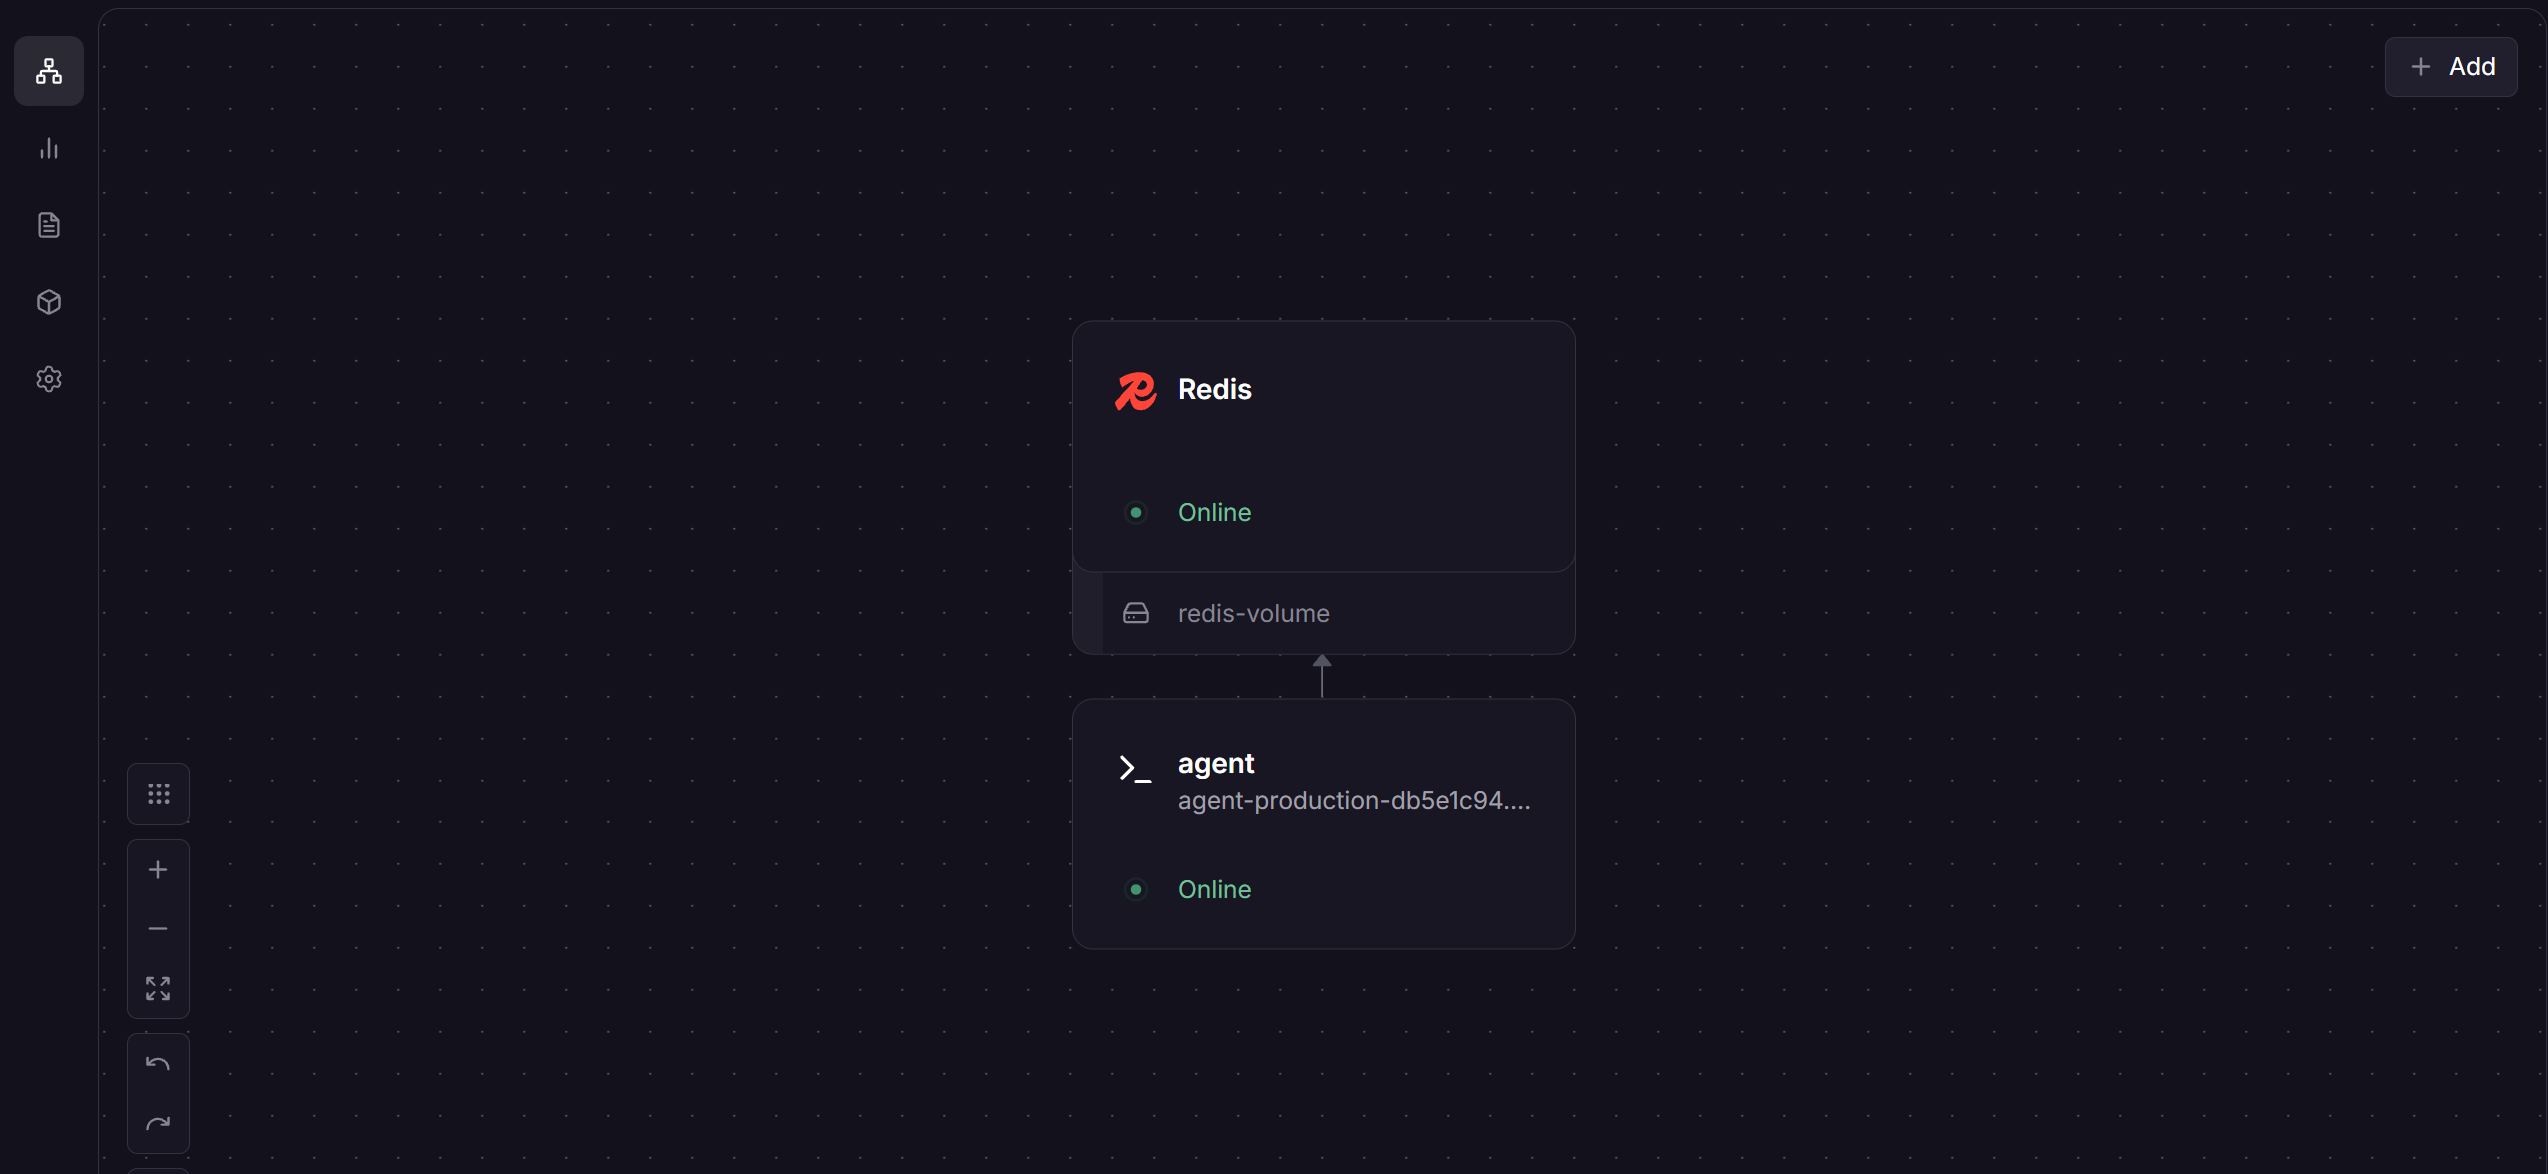 Add
Redis
Online
redis-volume
agent
agent-production-db5e1c94....
Online